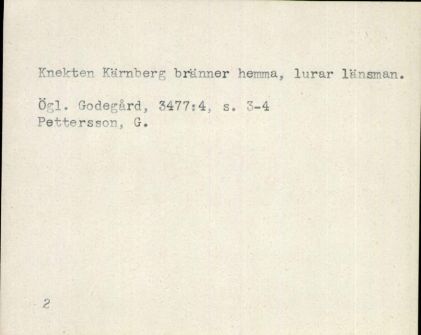 Knekten Kärnberg bränner hemma, lurar länsman.
Ögl. Godegård, 3477:4, s. 3-4
Pettersson, G.
2